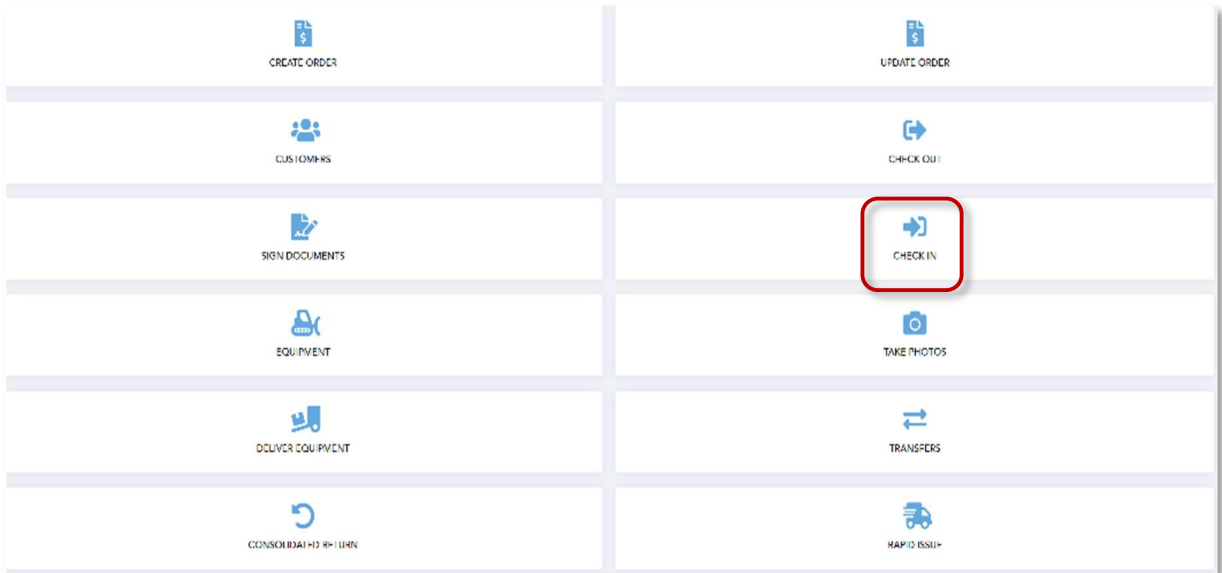 CREATE ORDER
UPDATE ORDER
CUSTOMERS
CHECK OUT
SIGN DOCUMENTS
CHECK IN
EQUIPMENT
TAKE PHOTOS
DELIVER EQUIPMENT
TRANSFERS
CONSOLIDATED RETURN
RAPID ISSUE